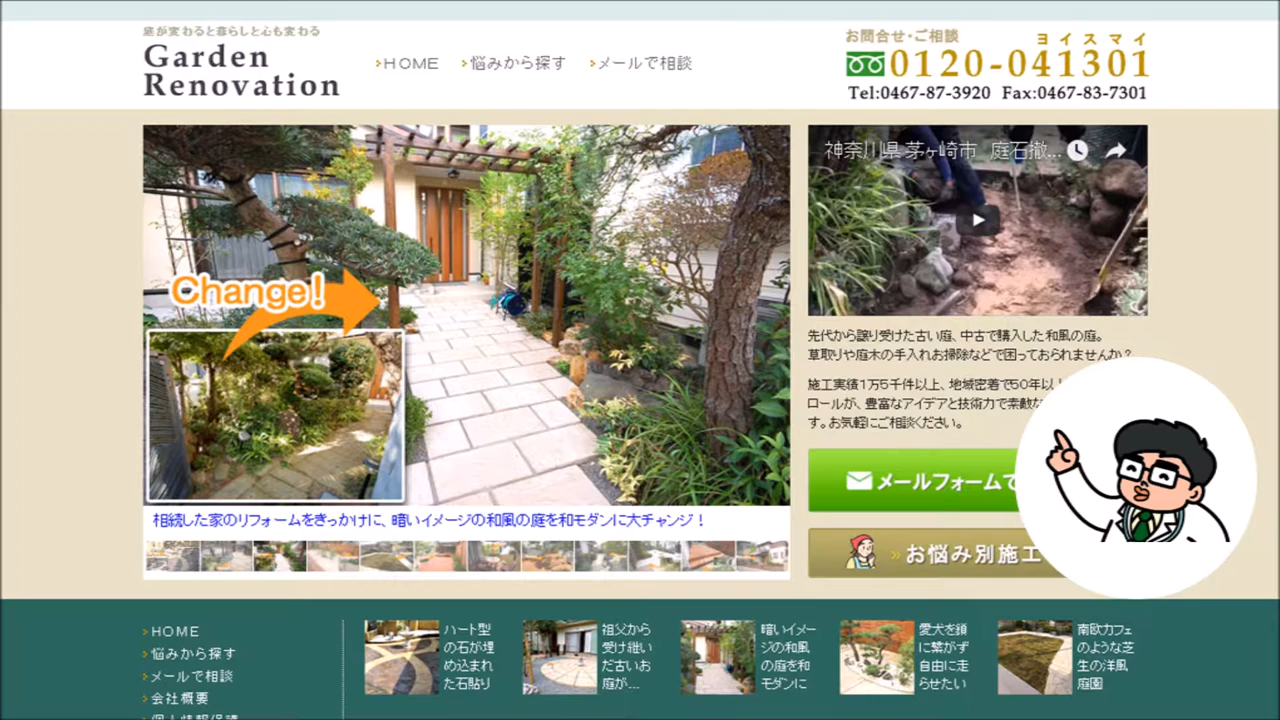 庭が変わると暮らしと心も変わる
Garden
Renovation
HOME
悩みから探す
メールで相談
お問合せ・ご相談
ヨイスマイ
0120-041301
Tel:0467-87-3920 Fax:0467-83-7301
Change!
相続した家のリフォームをきっかけに、暗いイメージの和風の庭を和モダンに大チャンジ！
神奈川県 茅ヶ崎市 庭石撤...
先代から譲り受けた古い庭、中古で購入した和風の庭。
草取りや庭木の手入れお掃除などで困っておられませんか？
施工実績1万5千件以上、地域密着で50年以
ロールが、豊富なアイデアと技術力で素敵な
す。お気軽にご相談ください。
メールフォームで
お悩み別施工
HOME
悩みから探す
メールで相談
会社概要
個人情報保護
ハート型
の石が埋
め込まれ
た石貼り
祖父から
受け継い
だ古いお
庭が...
暗いイメー
ジの和風
の庭を和
モダンに
愛犬を鎖
に繋がず
自由に走
らせたい
南欧カフェ
のような芝
生の洋風
庭園